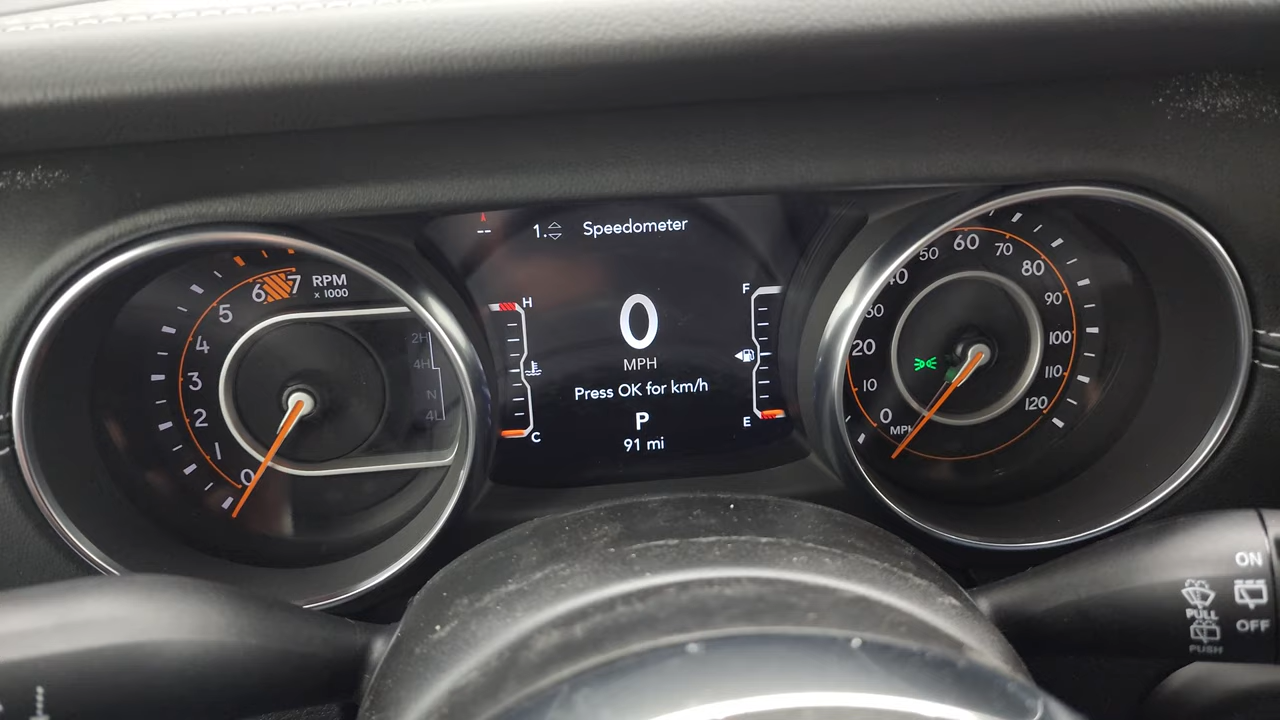 -- 1. Speedometer
RPM
x 1000
0 1 2 3 4 5 6 7
2H
4H
N
4L
H
C
0
MPH
Press OK for km/h
P
91 mi
F
E
0 10 20 30 40 50 60 70 80 90 100 110 120
MPH
ON
OFF
PULL
PUSH